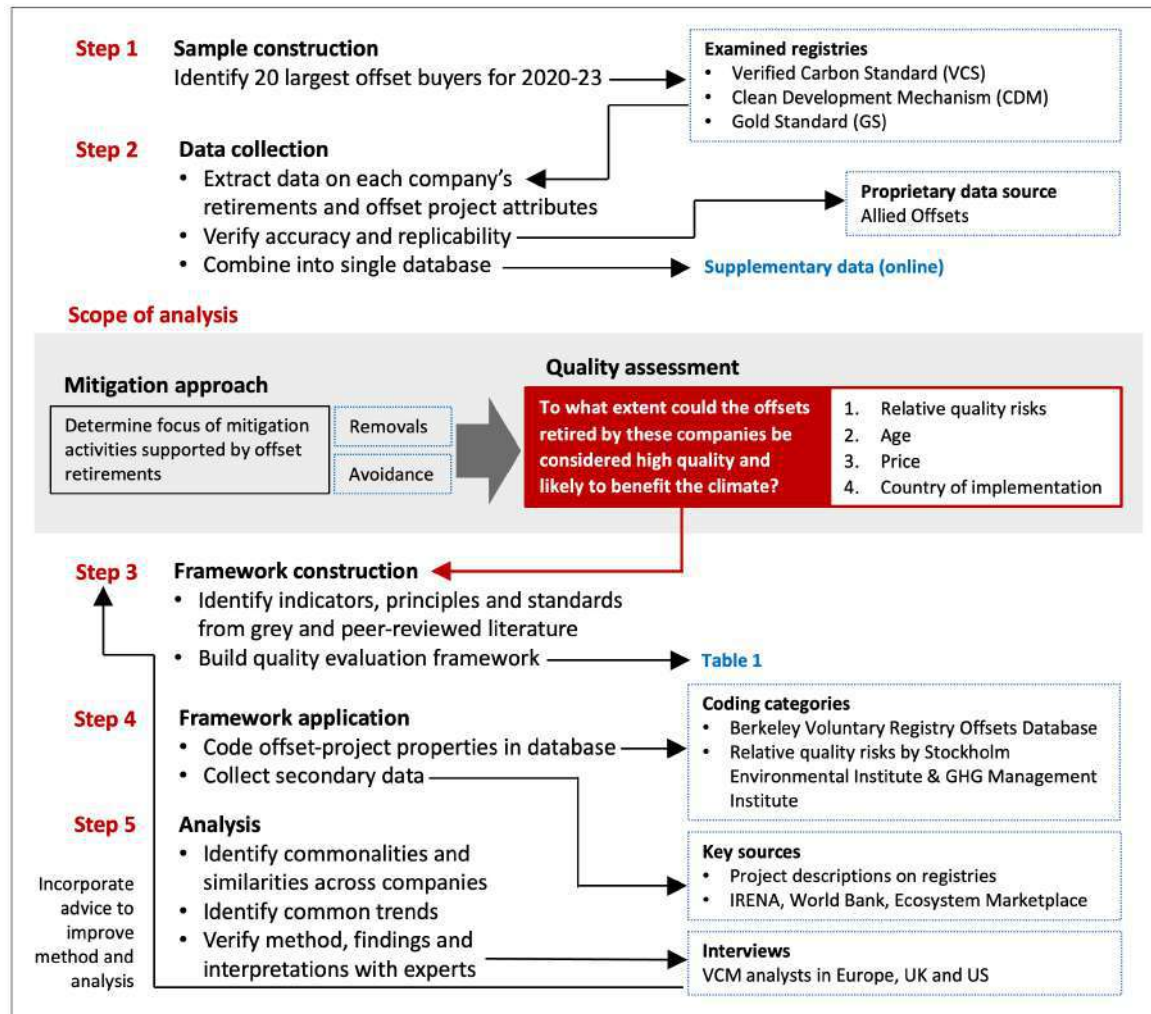 Step 1 Sample construction
Identify 20 largest offset buyers for 2020-23
Examined registries
• Verified Carbon Standard (VCS)
• Clean Development Mechanism (CDM)
• Gold Standard (GS)
Step 2 Data collection
• Extract data on each company's
retirements and offset project attributes
• Verify accuracy and replicability
• Combine into single database
Proprietary data source
Allied Offsets
Supplementary data (online)
Scope of analysis
Mitigation approach
Determine focus of mitigation
activities supported by offset
retirements
Removals
Avoidance
Quality assessment
To what extent could the offsets
retired by these companies be
considered high quality and
likely to benefit the climate?
1. Relative quality risks
2. Age
3. Price
4. Country of implementation
Step 3 Framework construction
• Identify indicators, principles and standards
from grey and peer-reviewed literature
• Build quality evaluation framework
Table 1
Step 4 Framework application
• Code offset-project properties in database
• Collect secondary data
Coding categories
• Berkeley Voluntary Registry Offsets Database
• Relative quality risks by Stockholm
Environmental Institute & GHG Management
Institute
Step 5 Analysis
• Identify commonalities and
similarities across companies
• Identify common trends
• Verify method, findings and
interpretations with experts
Key sources
• Project descriptions on registries
• IRENA, World Bank, Ecosystem Marketplace
Interviews
VCM analysts in Europe, UK and US
Incorporate
advice to
improve
method and
analysis